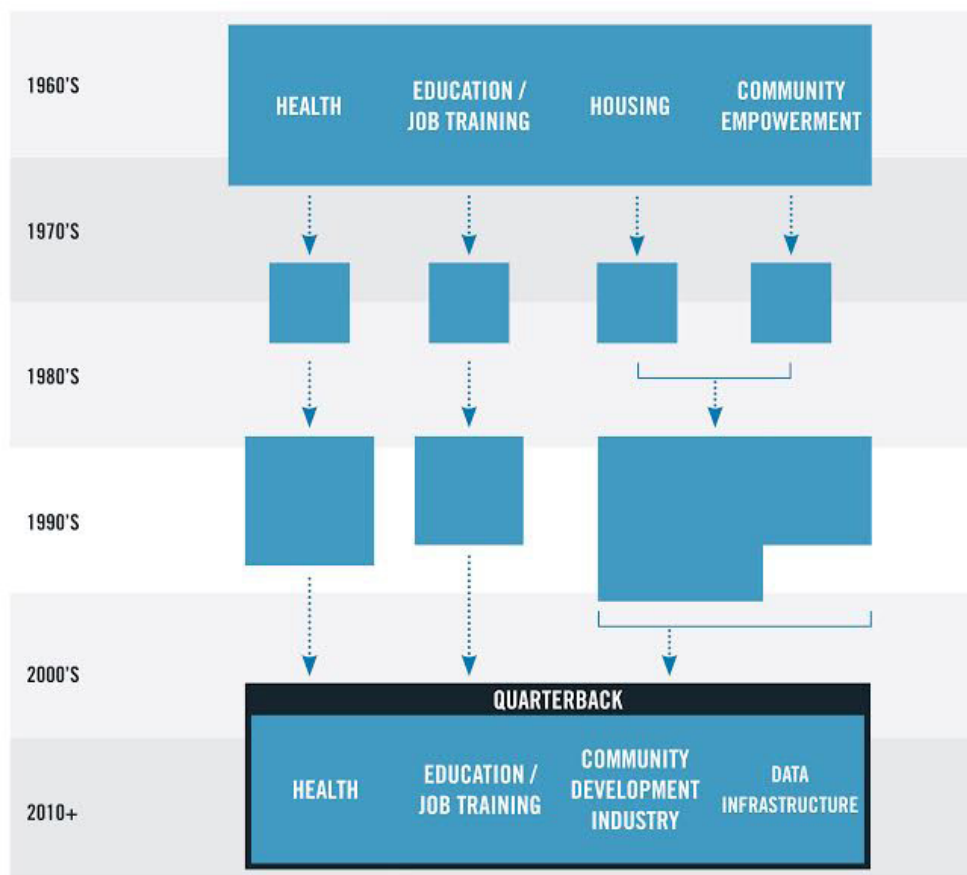 1960'S
HEALTH
EDUCATION /
JOB TRAINING
HOUSING
COMMUNITY
EMPOWERMENT
1970'S
1980'S
1990'S
2000'S
QUARTERBACK
2010+
HEALTH
EDUCATION /
JOB TRAINING
COMMUNITY
DEVELOPMENT
INDUSTRY
DATA
INFRASTRUCTURE